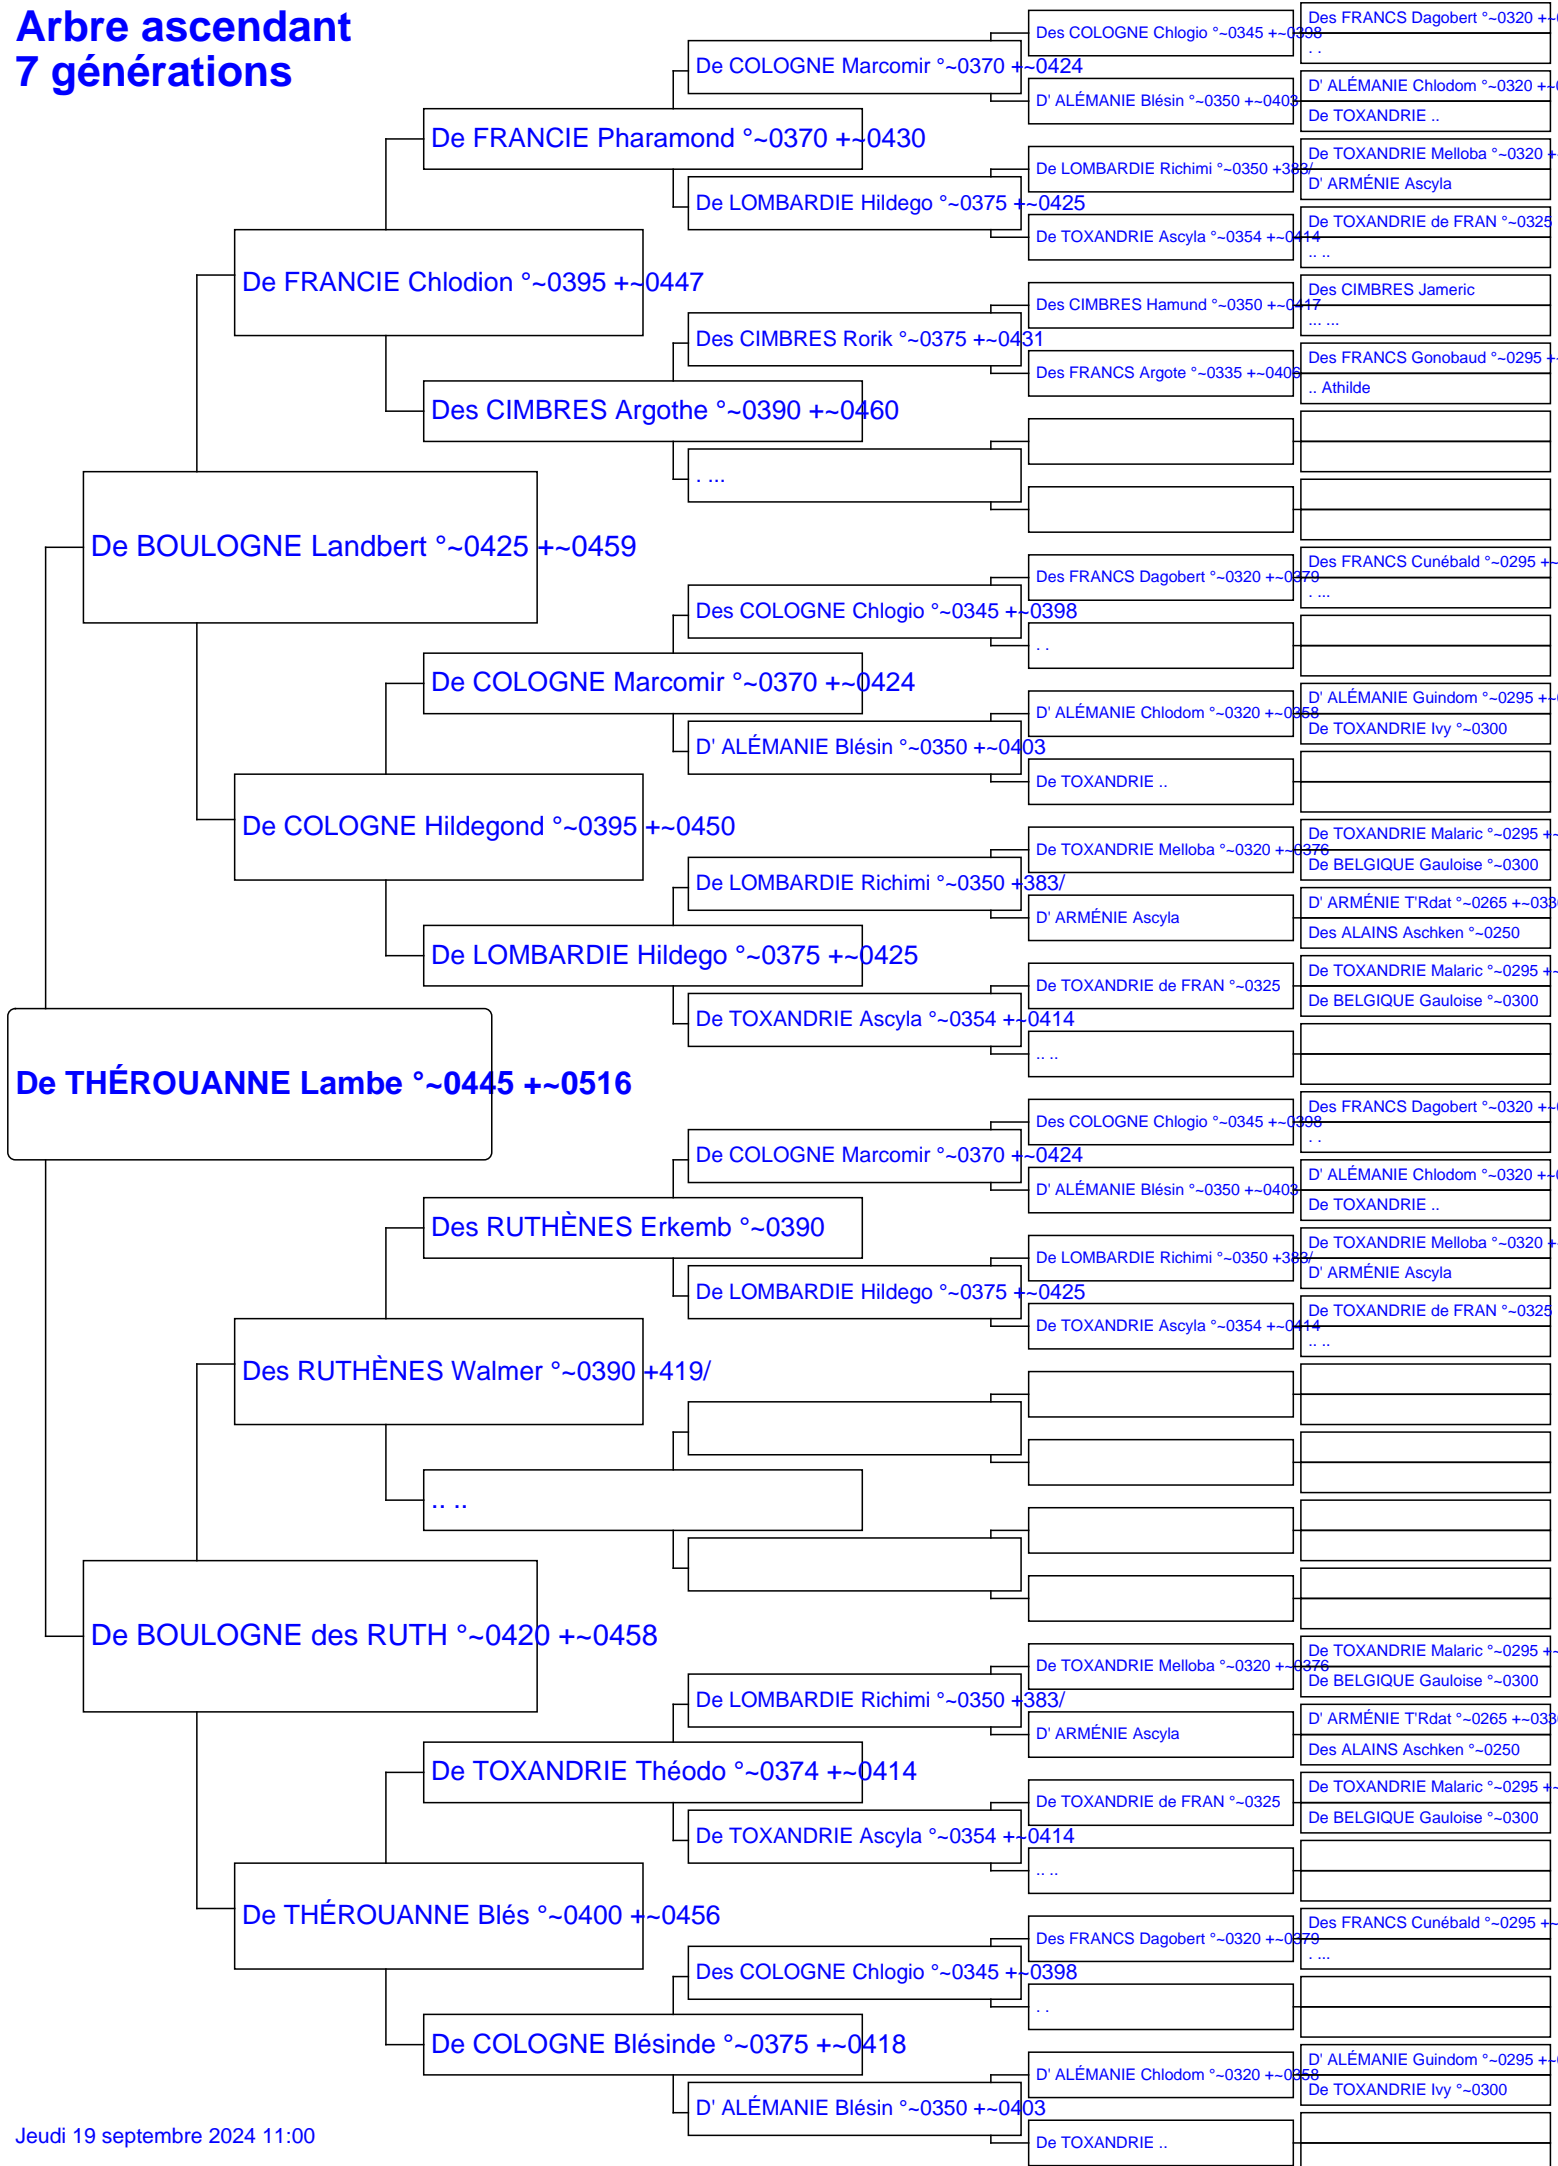 Arbre ascendant
7 générations
De THÉROUANNE Lambe °~0445 +~0516
De BOULOGNE Landbert °~0425 +~0459
De BOULOGNE des RUTH °~0420 +~0458
De FRANCIE Chlodion °~0395 +~0447
De COLOGNE Hildegond °~0395 +~0450
Des RUTHÈNES Walmer °~0390 +419/
De THÉROUANNE Blés °~0400 +~0456
De FRANCIE Pharamond °~0370 +~0430
Des CIMBRES Argothe °~0390 +~0460
De COLOGNE Marcomir °~0370 +~0424
De LOMBARDIE Hildego °~0375 +~0425
Des RUTHÈNES Erkemb °~0390
.. ..
De TOXANDRIE Théodo °~0374 +~0414
De COLOGNE Blésinde °~0375 +~0418
De COLOGNE Marcomir °~0370 +~0424
De LOMBARDIE Hildego °~0375 +~0425
Des CIMBRES Rorik °~0375 +~0431
. ...
Des COLOGNE Chlogio °~0345 +~0398
D' ALÉMANIE Blésin °~0350 +~0403
De LOMBARDIE Richimi °~0350 +383/
De TOXANDRIE Ascyla °~0354 +~0414
De COLOGNE Marcomir °~0370 +~0424
De LOMBARDIE Hildego °~0375 +~0425
De LOMBARDIE Richimi °~0350 +383/
De TOXANDRIE Ascyla °~0354 +~0414
Des COLOGNE Chlogio °~0345 +~0398
D' ALÉMANIE Blésin °~0350 +~0403
Des COLOGNE Chlogio °~0345 +~0398
D' ALÉMANIE Blésin °~0350 +~0403
De LOMBARDIE Richimi °~0350 +383/
De TOXANDRIE Ascyla °~0354 +~0414
Des CIMBRES Hamund °~0350 +~0417
Des FRANCS Argote °~0335 +~0406
Des FRANCS Dagobert °~0320 +~0379
. .
D' ALÉMANIE Chlodom °~0320 +~0358
De TOXANDRIE ..
De TOXANDRIE Melloba °~0320 +~0376
D' ARMÉNIE Ascyla
De TOXANDRIE de FRAN °~0325
.. ..
Des COLOGNE Chlogio °~0345 +~0398
D' ALÉMANIE Blésin °~0350 +~0403
De LOMBARDIE Richimi °~0350 +383/
De TOXANDRIE Ascyla °~0354 +~0414
De TOXANDRIE Melloba °~0320 +~0376
D' ARMÉNIE Ascyla
De TOXANDRIE de FRAN °~0325
.. ..
Des FRANCS Dagobert °~0320 +~0379
. .
D' ALÉMANIE Chlodom °~0320 +~0358
De TOXANDRIE ..
Des FRANCS Dagobert °~0320 +~0
. .
D' ALÉMANIE Chlodom °~0320 +~0
De TOXANDRIE ..
De TOXANDRIE Melloba °~0320 +
D' ARMÉNIE Ascyla
De TOXANDRIE de FRAN °~0325
.. ..
Des CIMBRES Jameric
... ...
Des FRANCS Gonobaud °~0295 +
.. Athilde
Des FRANCS Cunébald °~0295 +~
. ...
D' ALÉMANIE Guindom °~0295 +~0
De TOXANDRIE Ivy °~0300
De TOXANDRIE Malaric °~0295 +~
De BELGIQUE Gauloise °~0300
D' ARMÉNIE T'Rdat °~0265 +~033
Des ALAINS Aschken °~0250
De TOXANDRIE Malaric °~0295 +~
De BELGIQUE Gauloise °~0300
Des FRANCS Dagobert °~0320 +~0
. .
D' ALÉMANIE Chlodom °~0320 +~0
De TOXANDRIE ..
De TOXANDRIE Melloba °~0320 +
D' ARMÉNIE Ascyla
De TOXANDRIE de FRAN °~0325
.. ..
De TOXANDRIE Malaric °~0295 +~
De BELGIQUE Gauloise °~0300
D' ARMÉNIE T'Rdat °~0265 +~033
Des ALAINS Aschken °~0250
De TOXANDRIE Malaric °~0295 +~
De BELGIQUE Gauloise °~0300
Des FRANCS Cunébald °~0295 +~
. ...
D' ALÉMANIE Guindom °~0295 +~0
De TOXANDRIE Ivy °~0300
Jeudi 19 septembre 2024 11:00